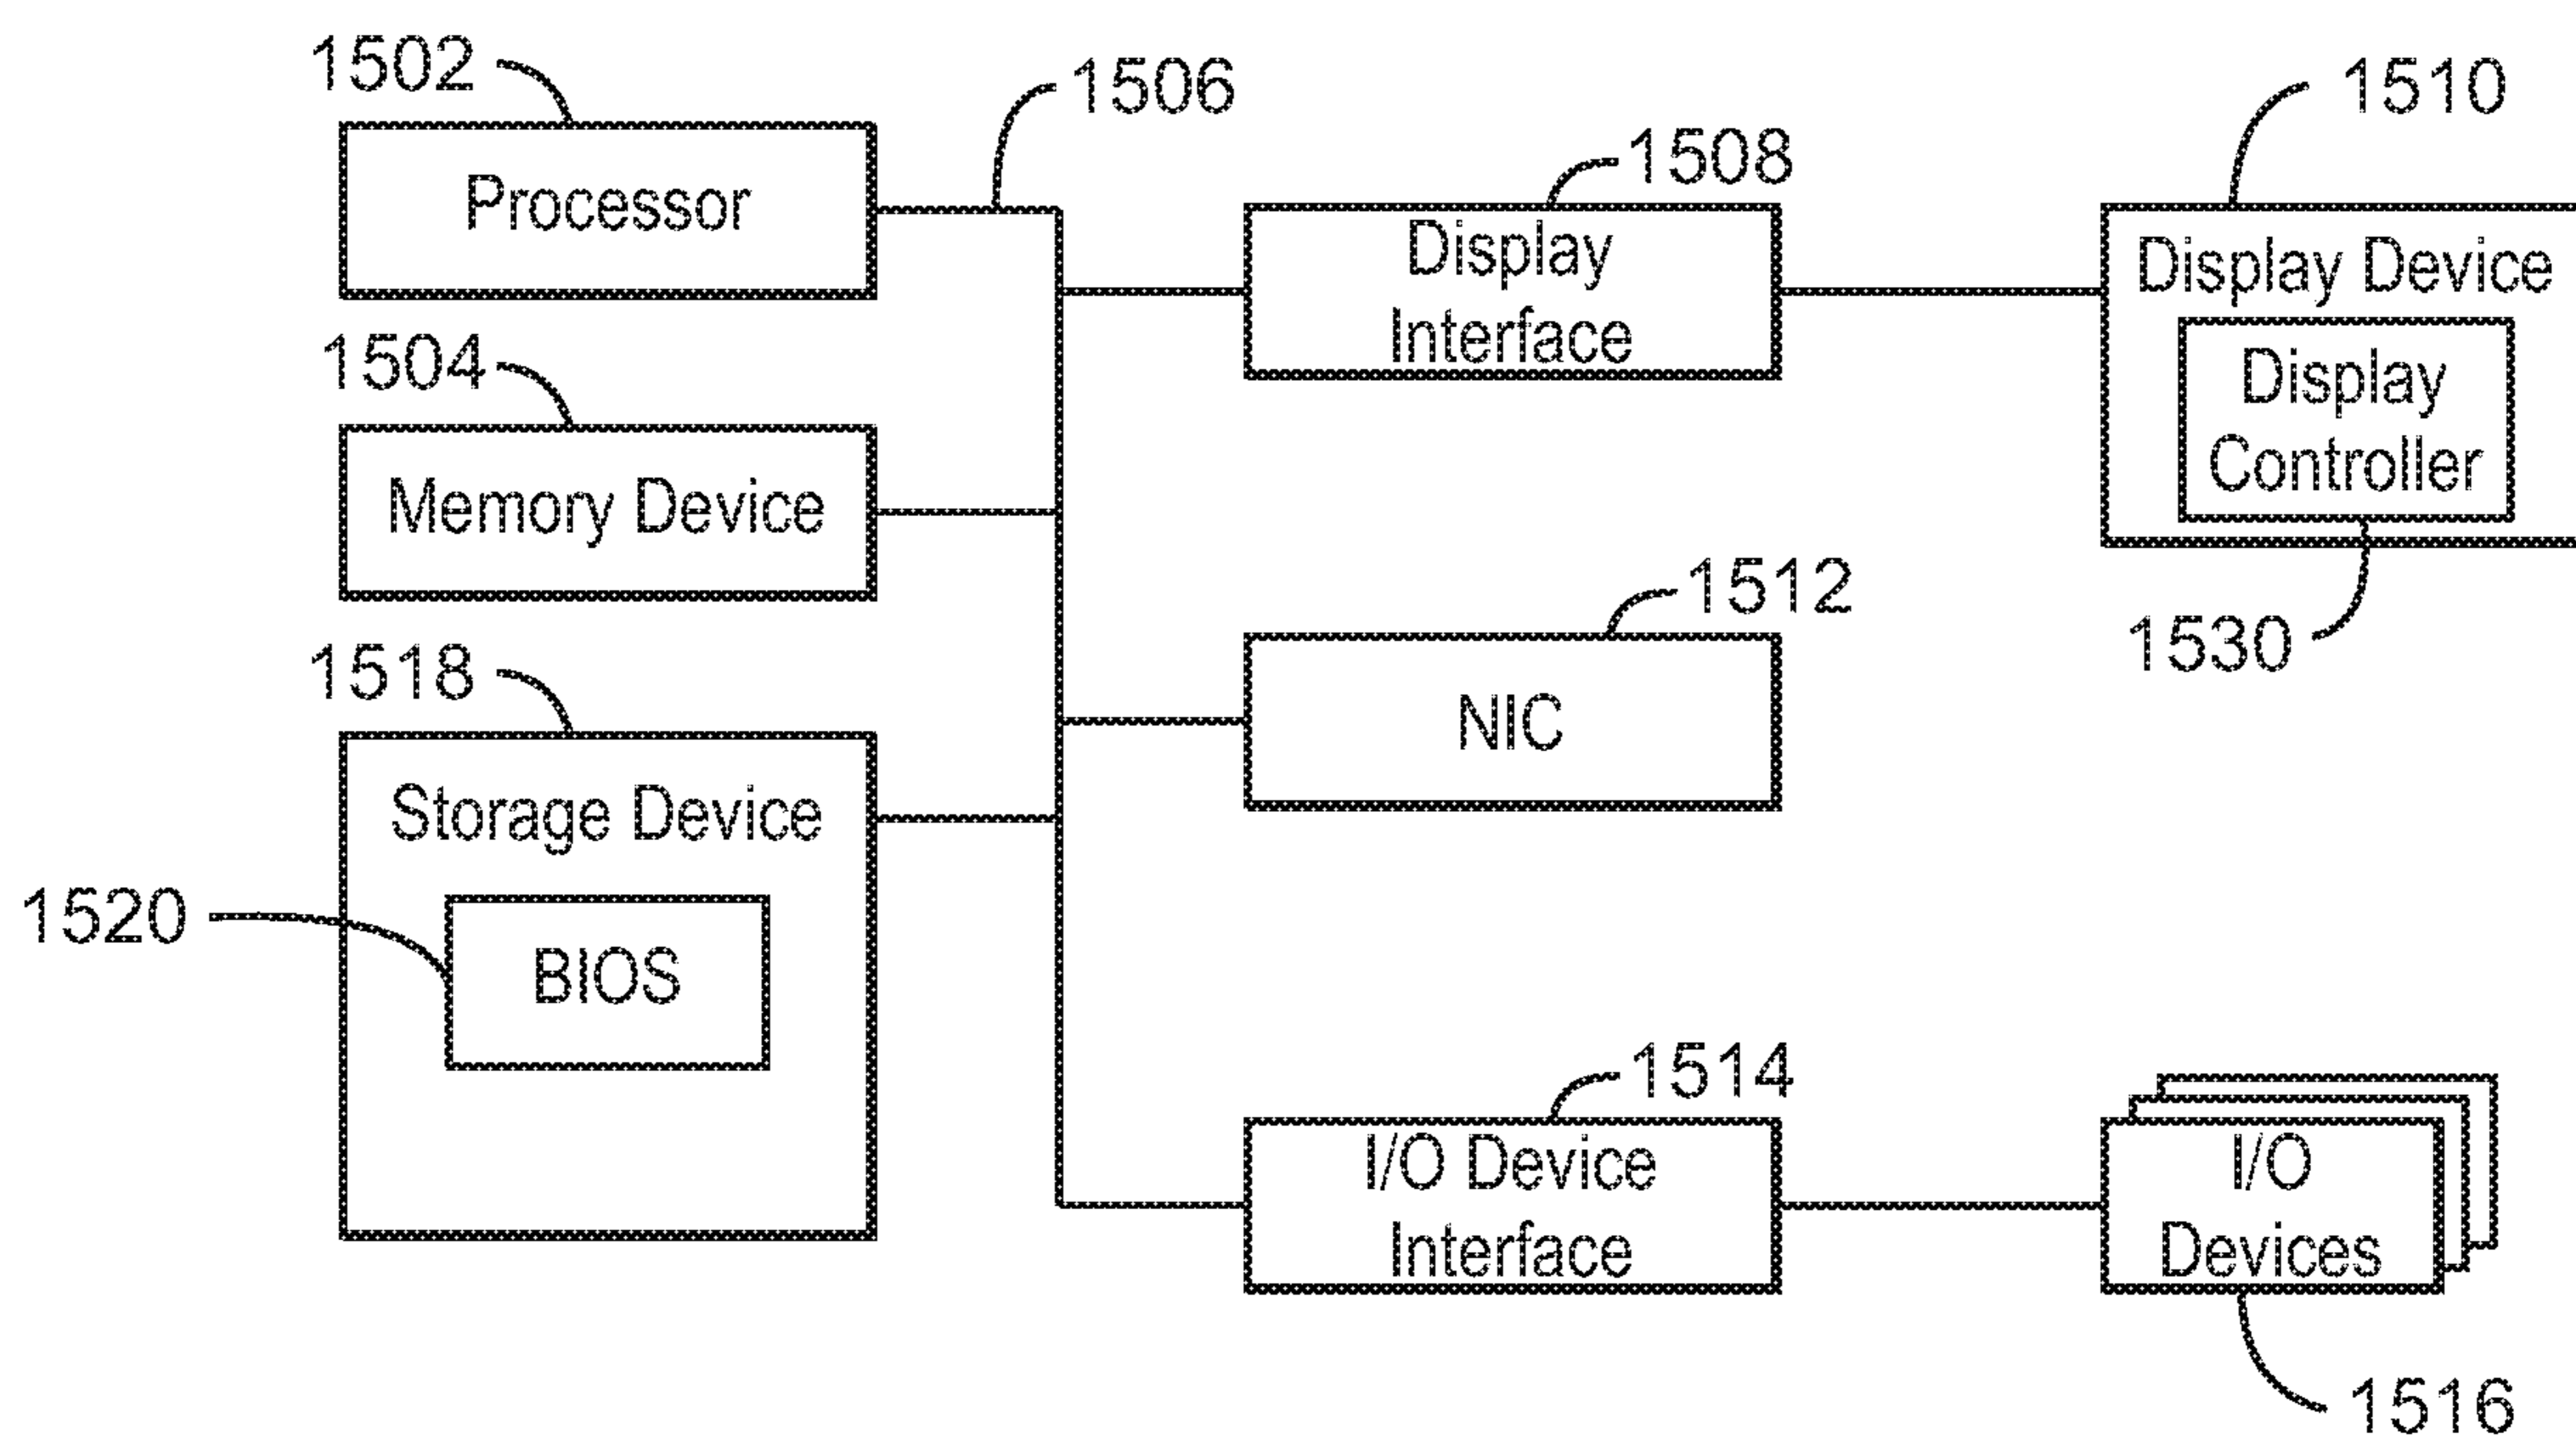 1502
Processor
1506
1504
Memory Device
1518
Storage Device
1520
BIOS
1508
Display
Interface
1510
Display Device
Display
Controller
1530
1512
NIC
1514
I/O Device
Interface
I/O
Devices
1516